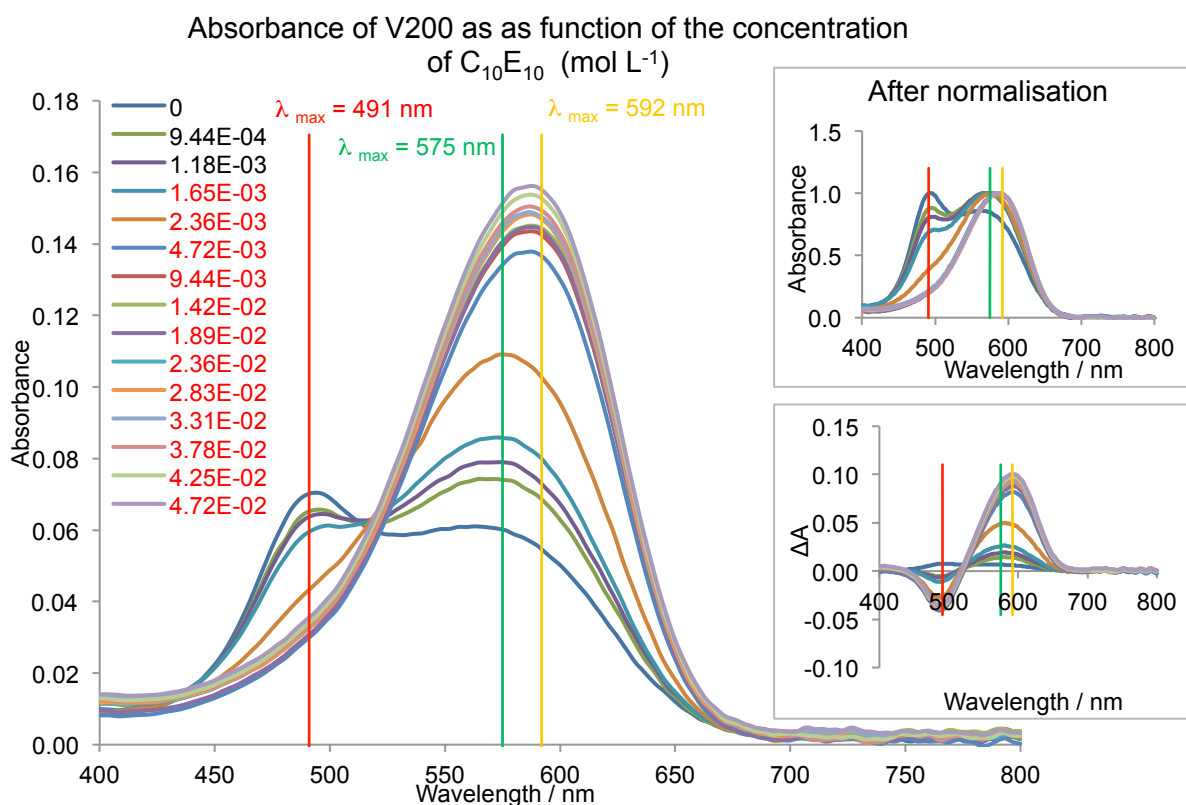 Absorbance of V200 as as function of the concentration
of C₁₀E₁₀ (mol L⁻¹)
0.18
0.16
0.14
0.12
0.10
0.08
0.06
0.04
0.02
0.00
Absorbance
0
9.44E-04
1.18E-03
1.65E-03
2.36E-03
4.72E-03
9.44E-03
1.42E-02
1.89E-02
2.36E-02
2.83E-02
3.31E-02
3.78E-02
4.25E-02
4.72E-02
λ max = 491 nm
λ max = 575 nm
λ max = 592 nm
400 450 500 550 600 650 700 750 800
Wavelength / nm
After normalisation
1.5
1.0
0.5
0.0
Absorbance
400 500 600 700 800
Wavelength / nm
0.15
0.10
0.05
0.00
-0.05
-0.10
ΔA
400 500 600 700 800
Wavelength / nm